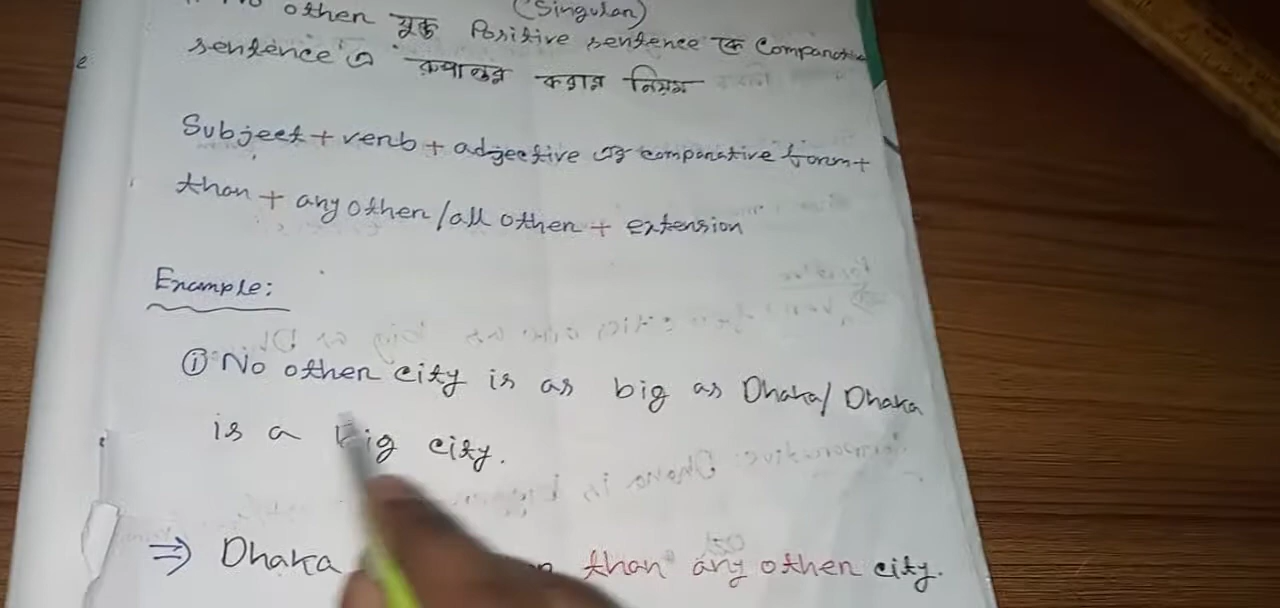 No other যুক্ত Positive sentence কে Comparative
(Singular)
sentence এ রূপান্তর করার নিয়ম
Subject + verb + adjective এর comparative form +
than + any other / all other + extension
Example:
① No other city is as big as Dhaka/ Dhaka
is a big city.
⇒ Dhaka than any other city.